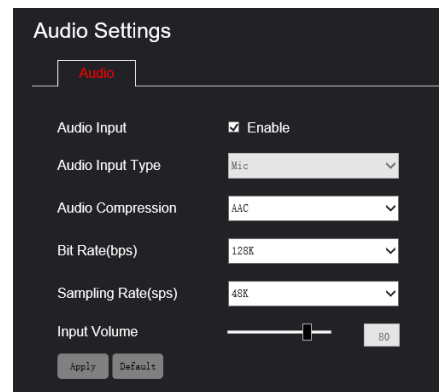 Audio Settings
Audio
Audio Input Enable
Audio Input Type Mic
Audio Compression AAC
Bit Rate(bps) 128K
Sampling Rate(sps) 48K
Input Volume 80
Apply Default